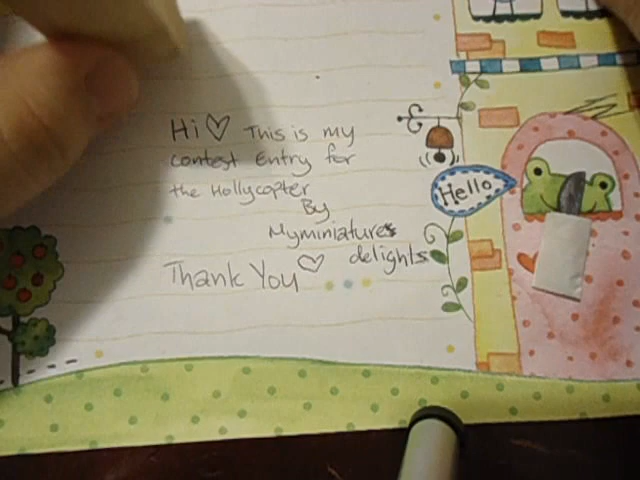 Hi ♡ This is my
contest Entry for
the Hollycopter
By
Myminiatures
delights
Thank You ♡
Hello